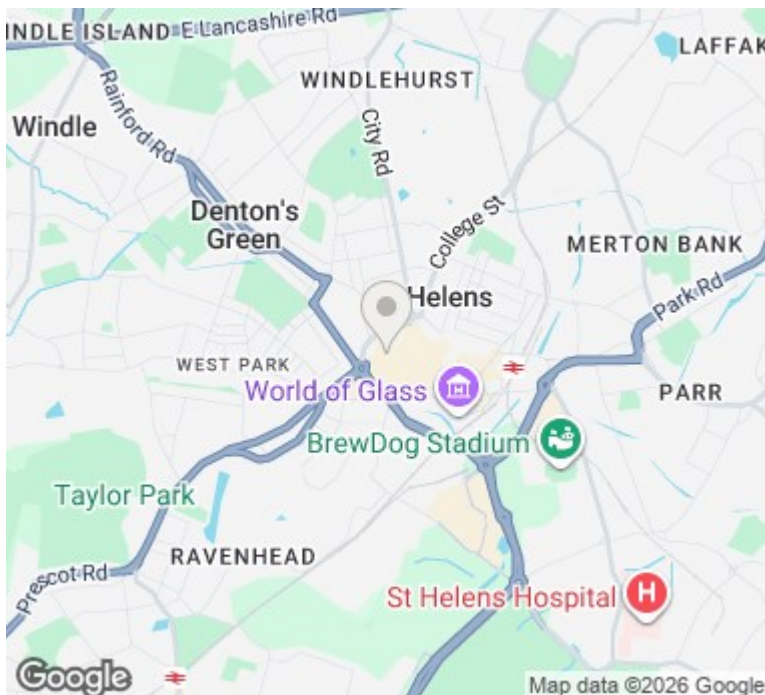 INDLE ISLAND
E Lancashire Rd
LAFFAK
WINDLEHURST
Rainford Rd
City Rd
Windle
Denton's
Green
College St
MERTON BANK
Helens
Park Rd
WEST PARK
World of Glass
PARR
BrewDog Stadium
Taylor Park
RAVENHEAD
Prescot Rd
St Helens Hospital
H
Google
Map data ©2026 Google